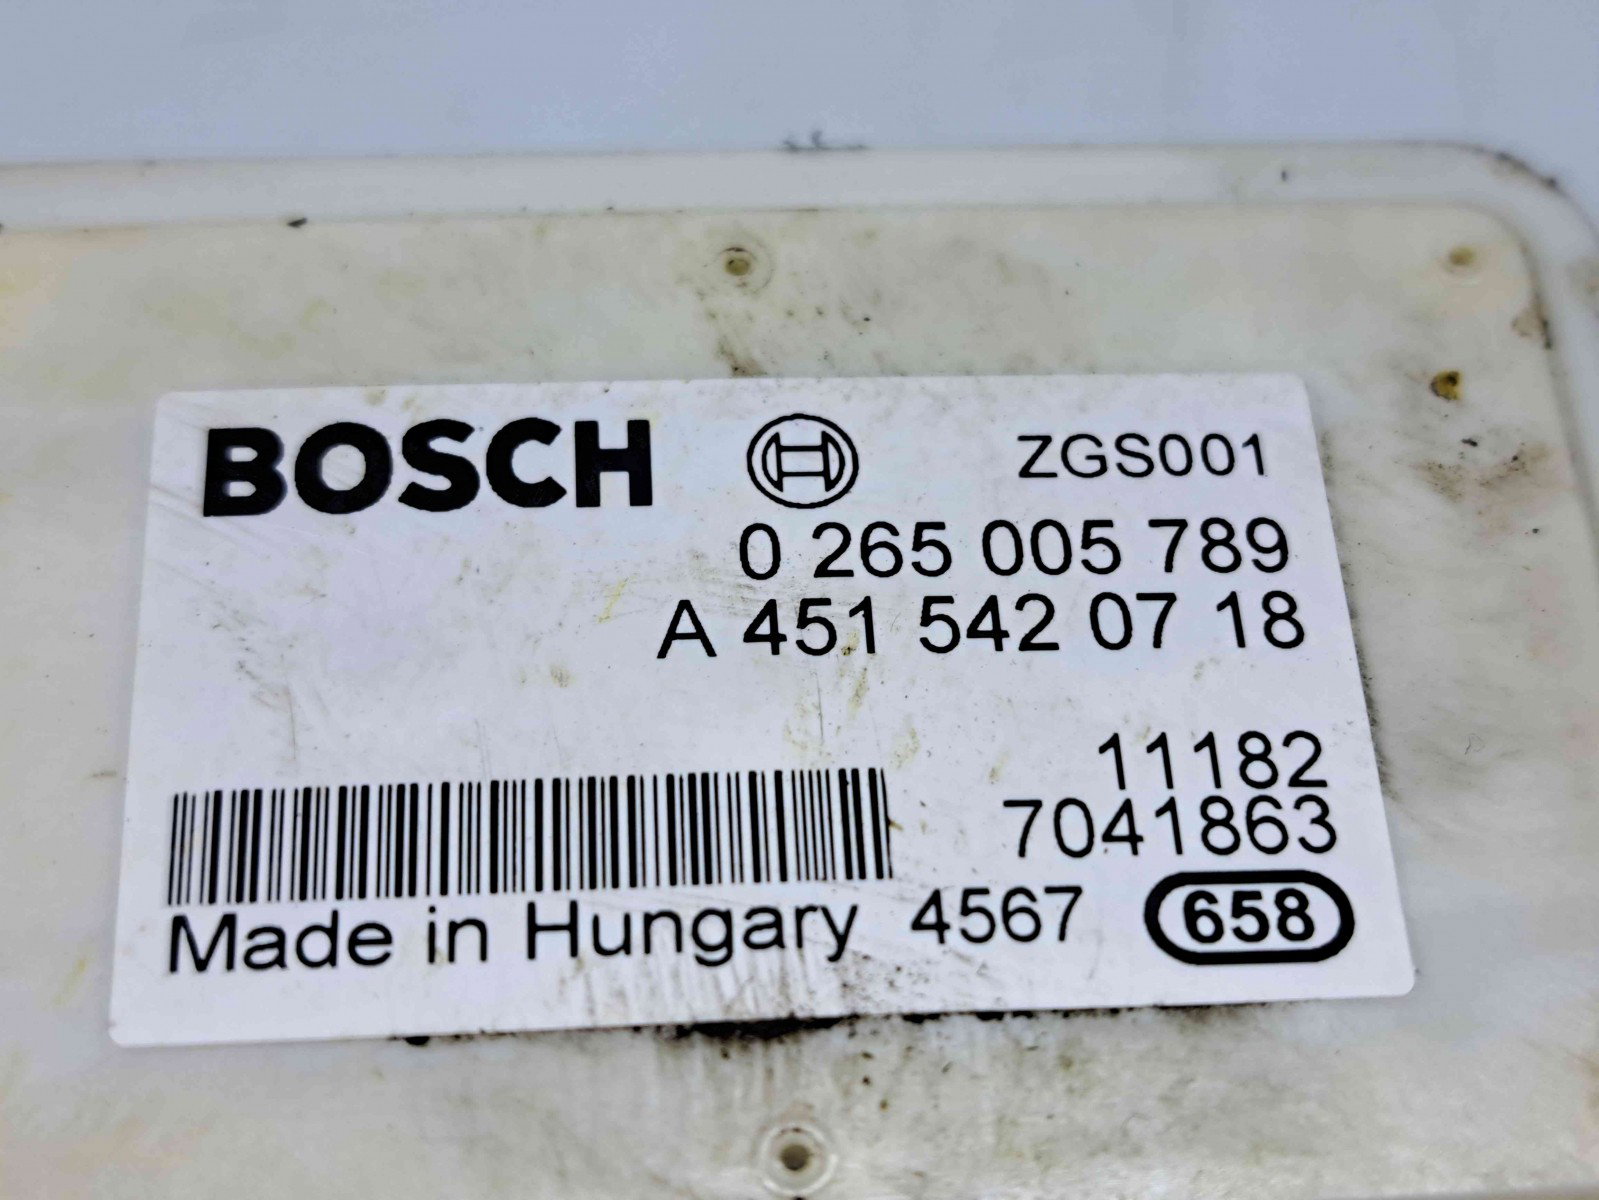 BOSCH ZGS001
0 265 005 789
A 451 542 07 18
11182
7041863
Made in Hungary 4567 658